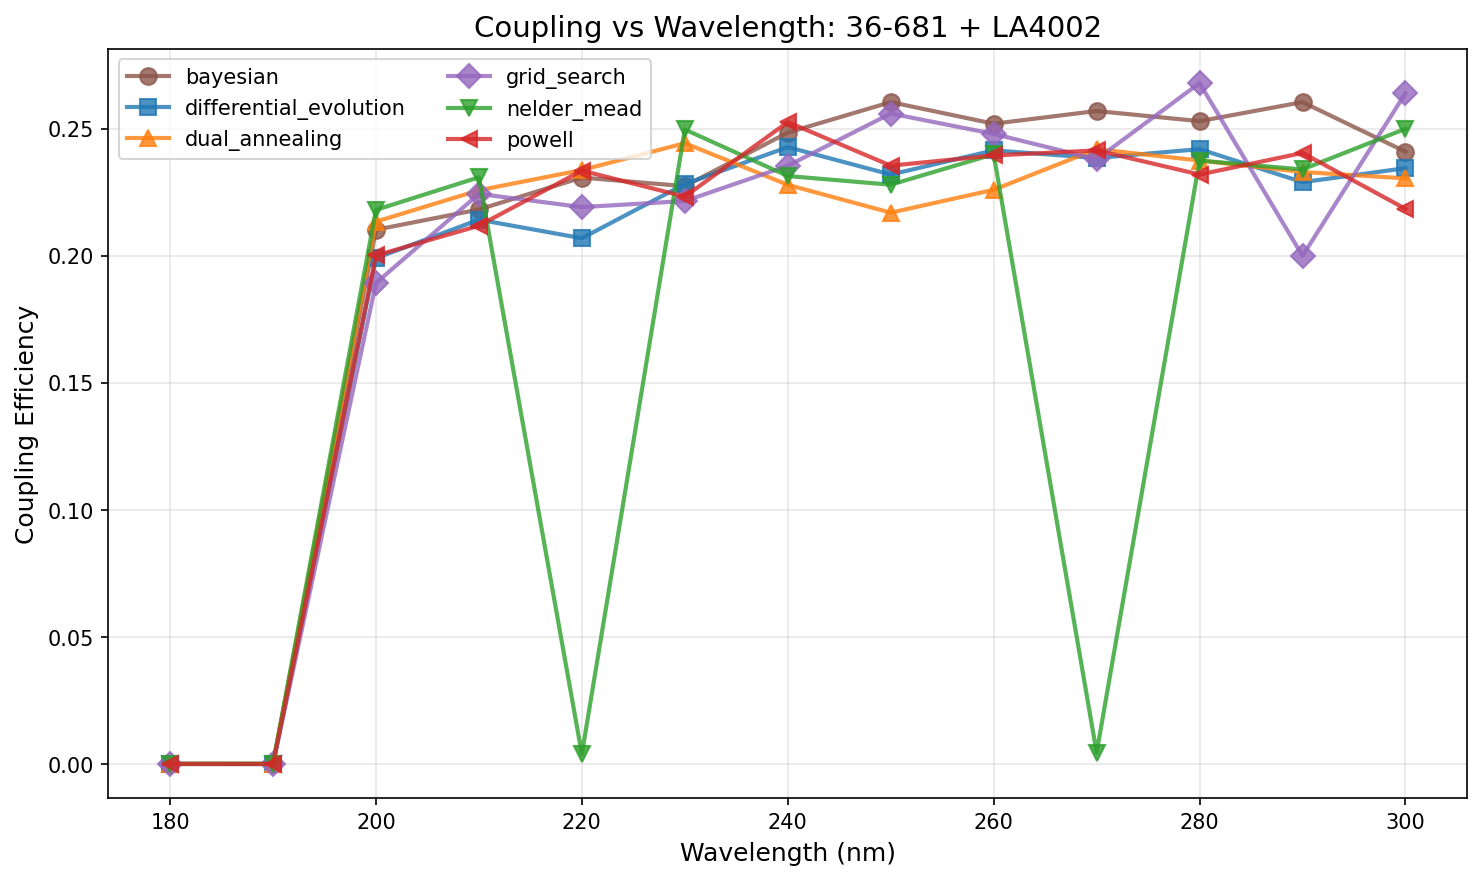 Coupling vs Wavelength: 36-681 + LA4002
bayesian
differential_evolution
dual_annealing
grid_search
nelder_mead
powell
Coupling Efficiency
0.25
0.20
0.15
0.10
0.05
0.00
180
200
220
240
260
280
300
Wavelength (nm)